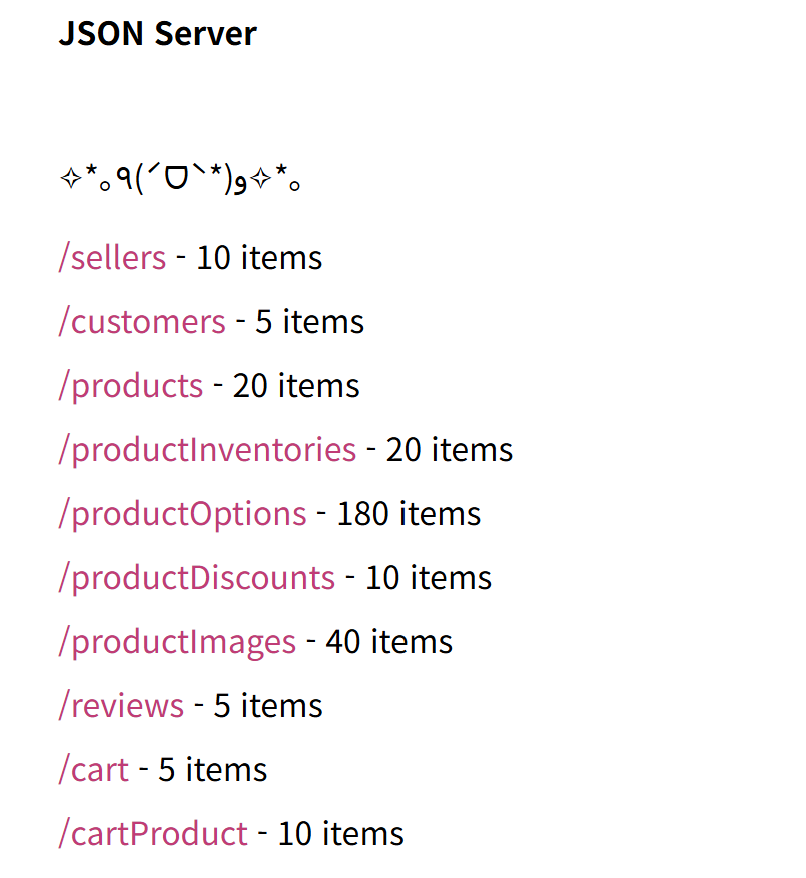 JSON Server
✧*｡٩(ˊᗜˋ*)و✧*｡
/sellers - 10 items
/customers - 5 items
/products - 20 items
/productInventories - 20 items
/productOptions - 180 items
/productDiscounts - 10 items
/productImages - 40 items
/reviews - 5 items
/cart - 5 items
/cartProduct - 10 items